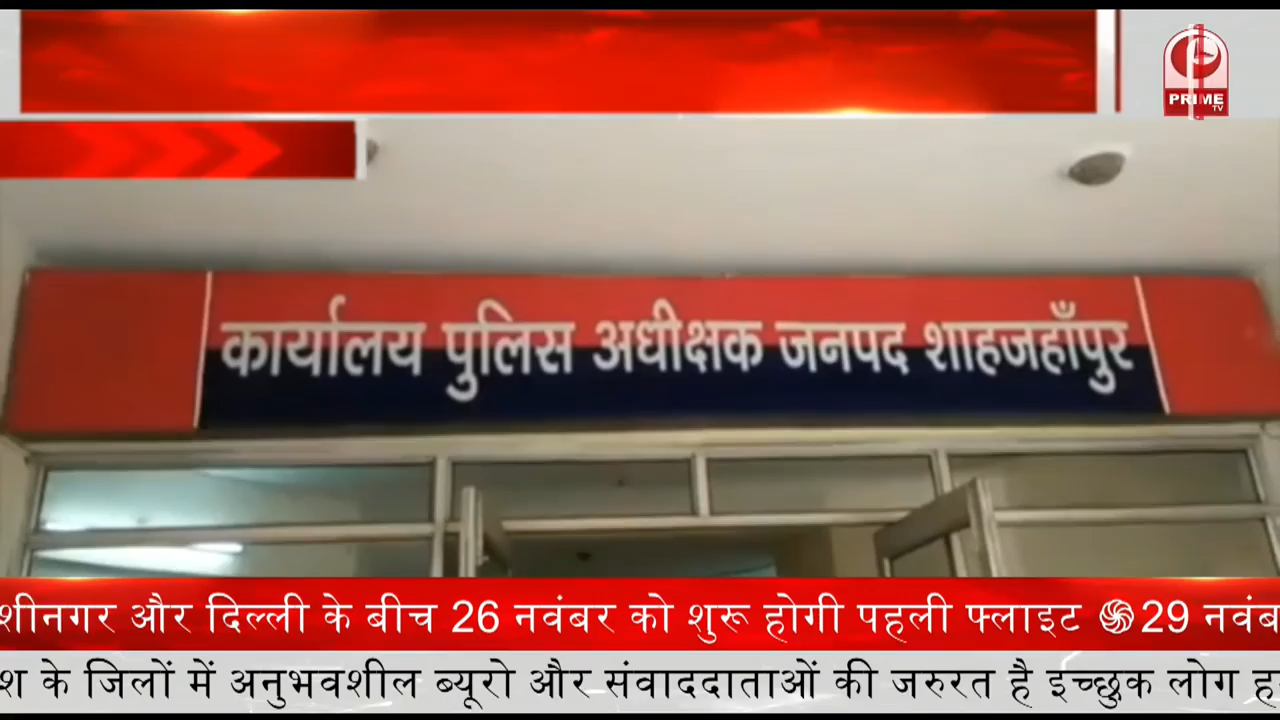 PRIME
TV
कार्यालय पुलिस अधीक्षक जनपद शाहजहाँपुर
शीनगर और दिल्ली के बीच 26 नवंबर को शुरू होगी पहली फ्लाइट 29 नवंब
श के जिलों में अनुभवशील ब्यूरो और संवाददाताओं की जरुरत है इच्छुक लोग ह